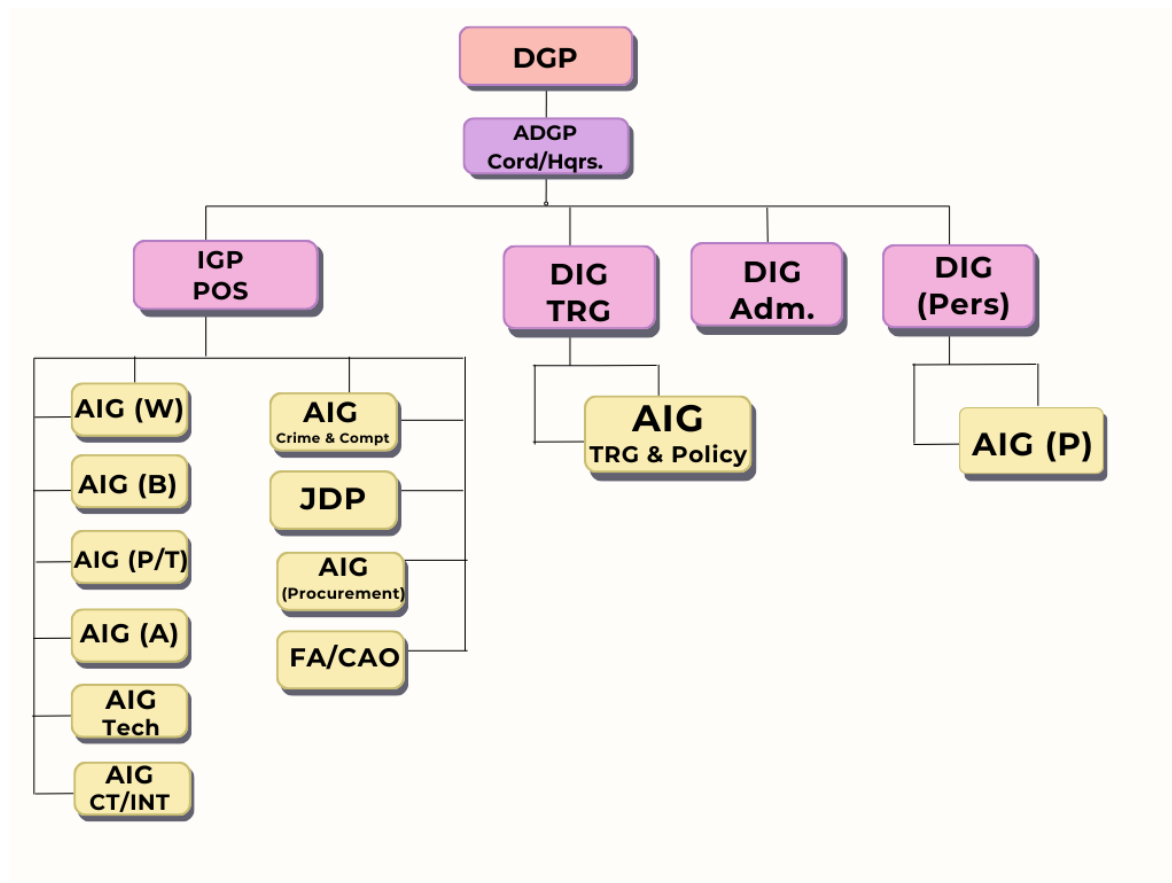 DGP
ADGP
Cord/Hqrs.
IGP
POS
DIG
TRG
DIG
Adm.
DIG
(Pers)
AIG (W)
AIG (B)
AIG (P/T)
AIG (A)
AIG
Tech
AIG
CT/INT
AIG
Crime & Compt
JDP
AIG
(Procurement)
FA/CAO
AIG
TRG & Policy
AIG (P)